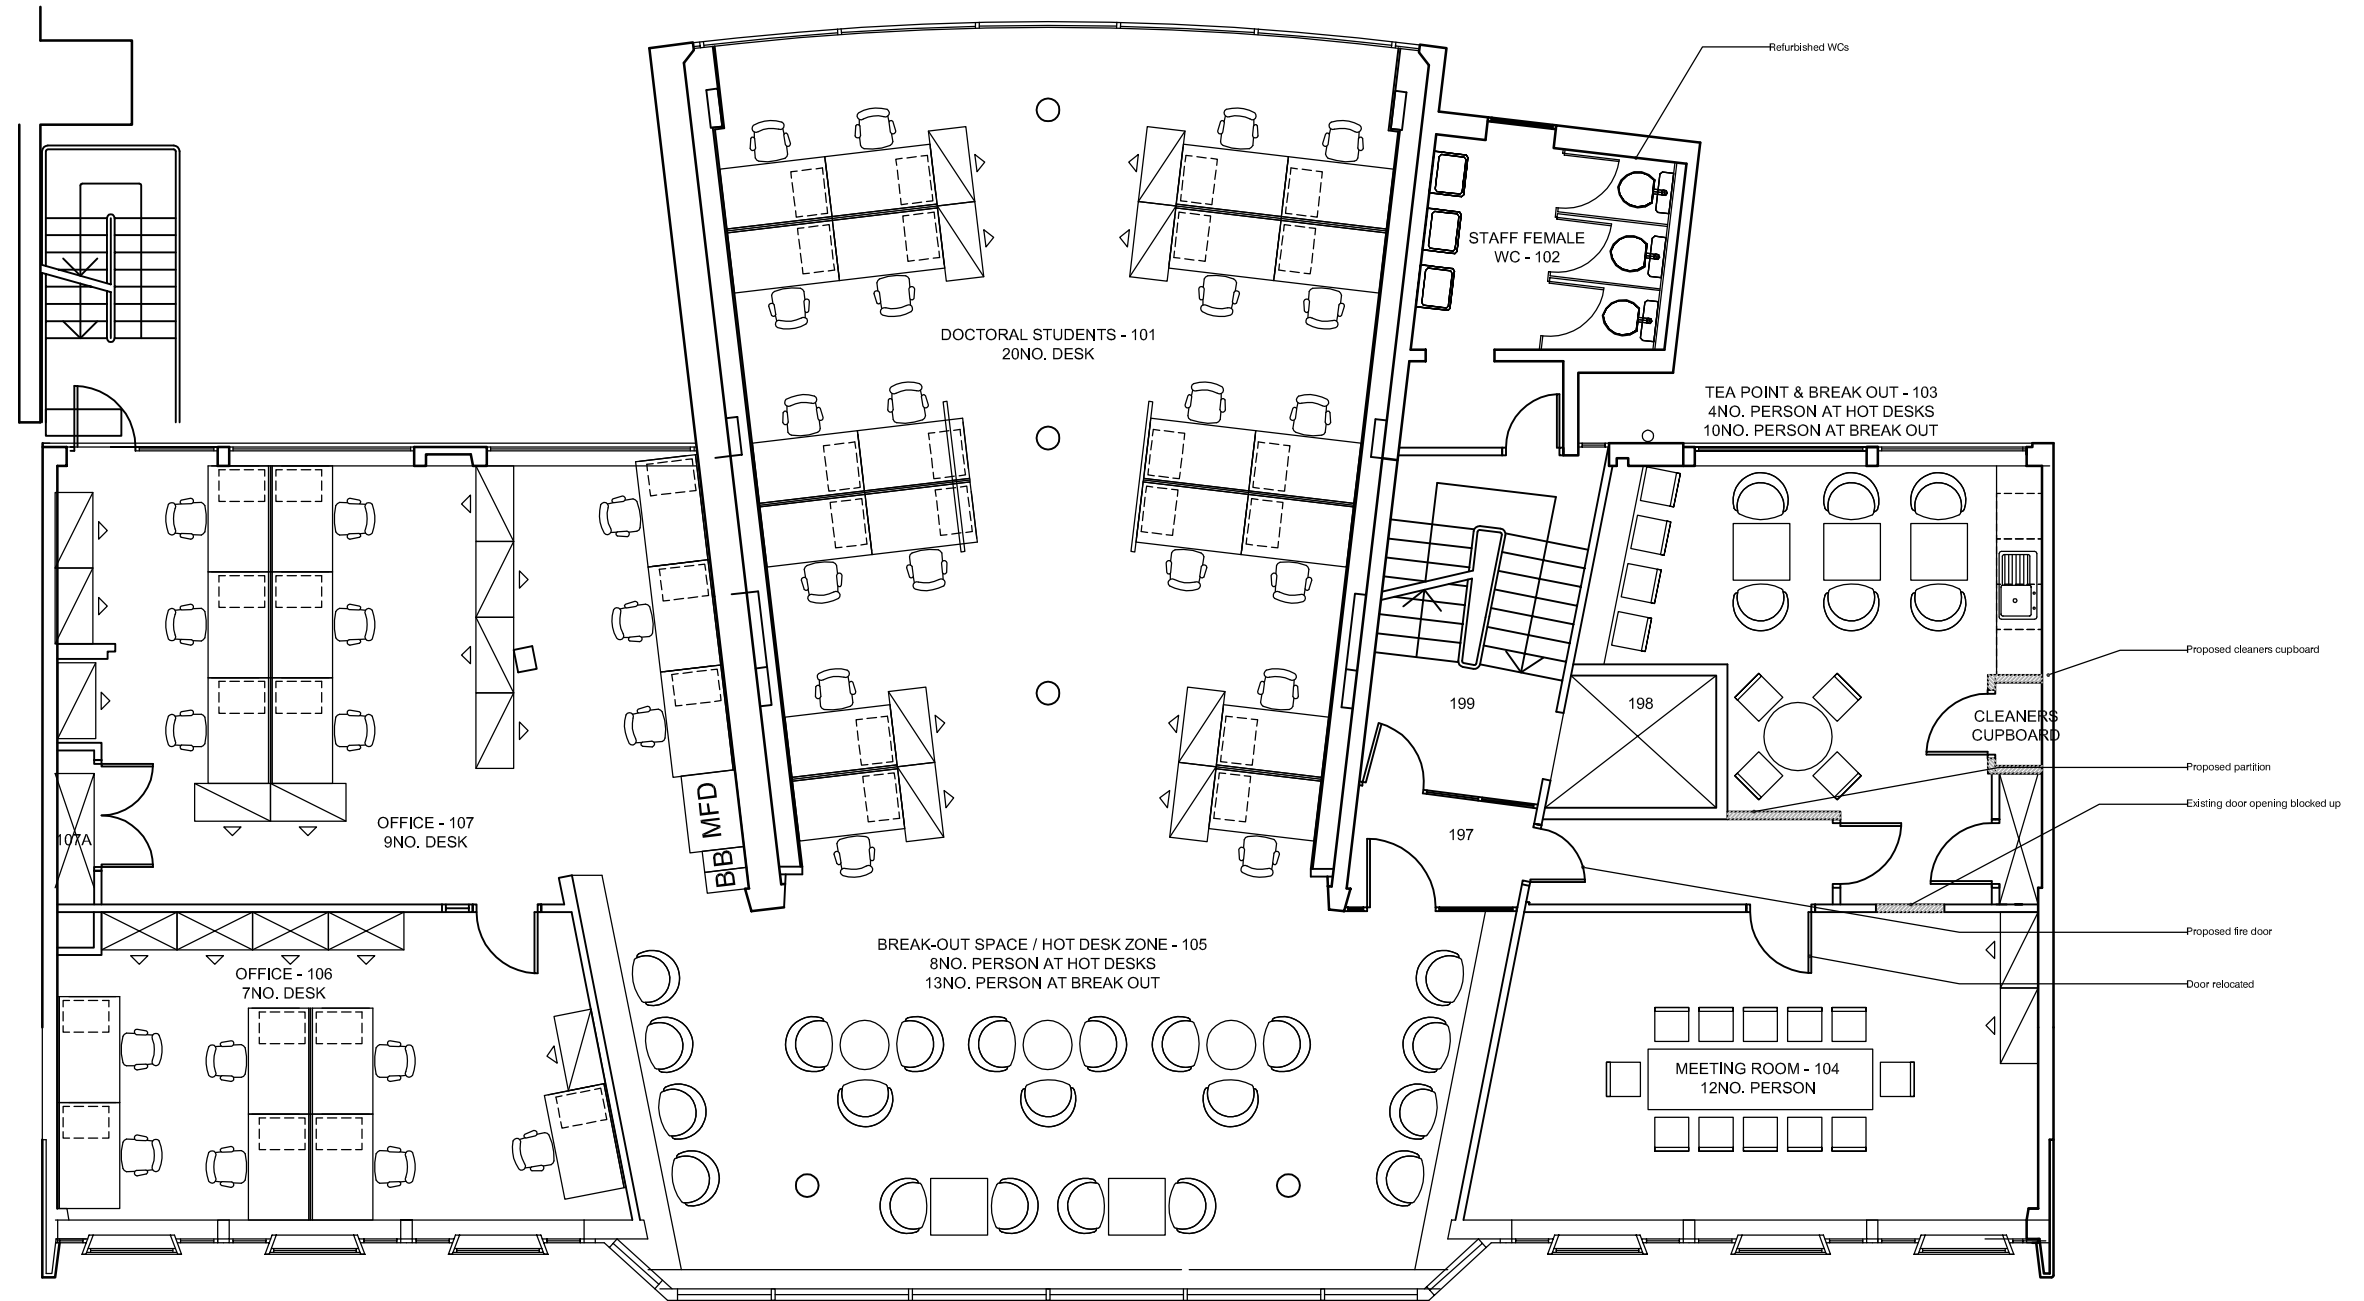 Refurbished WCs
STAFF FEMALE
WC - 102
DOCTORAL STUDENTS - 101
20NO. DESK
TEA POINT & BREAK OUT - 103
4NO. PERSON AT HOT DESKS
10NO. PERSON AT BREAK OUT
Proposed cleaners cupboard
199
198
CLEANERS
CUPBOARD
Proposed partition
Existing door opening blocked up
MFD
BB
OFFICE - 107
9NO. DESK
107A
197
Proposed fire door
BREAK-OUT SPACE / HOT DESK ZONE - 105
8NO. PERSON AT HOT DESKS
13NO. PERSON AT BREAK OUT
OFFICE - 106
7NO. DESK
Door relocated
MEETING ROOM - 104
12NO. PERSON